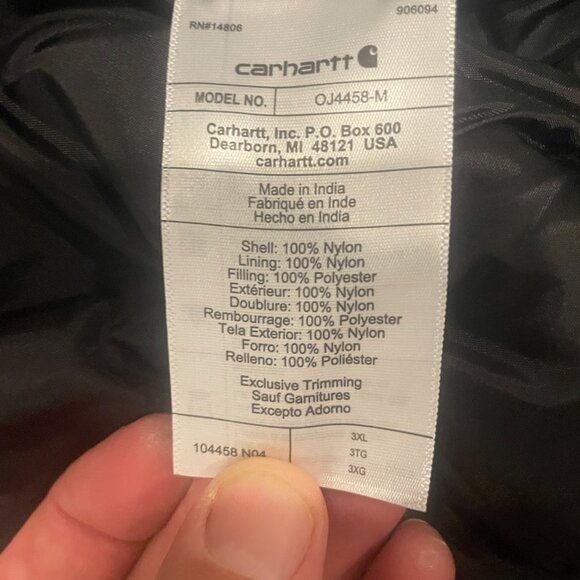 906094
RN#14806
carhartt
MODEL NO. OJ4458-M
Carhartt, Inc. P.O. Box 600
Dearborn, MI 48121 USA
carhartt.com
Made in India
Fabriqué en Inde
Hecho en India
Shell: 100% Nylon
Lining: 100% Nylon
Filling: 100% Polyester
Extérieur: 100% Nylon
Doublure: 100% Nylon
Rembourrage: 100% Polyester
Tela Exterior: 100% Nylon
Forro: 100% Nylon
Relleno: 100% Poliéster
Exclusive Trimming
Sauf Garnitures
Excepto Adorno
104458 N04
3XL
3TG
3XG